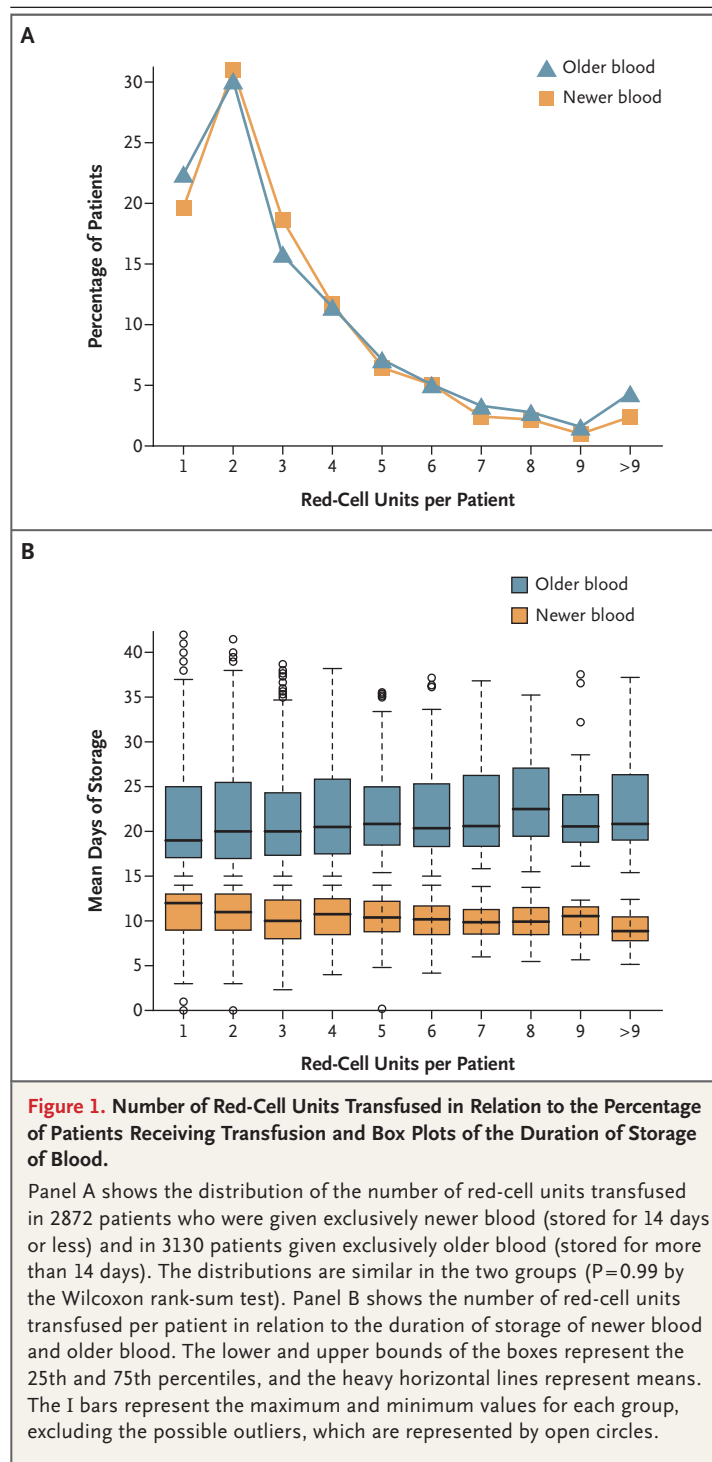 A
Older blood
Newer blood
30
25
20
15
10
5
0
Percentage of Patients
1 2 3 4 5 6 7 8 9 >9
Red-Cell Units per Patient
B
Older blood
Newer blood
40
35
30
25
20
15
10
5
0
Mean Days of Storage
1 2 3 4 5 6 7 8 9 >9
Red-Cell Units per Patient
Figure 1. Number of Red-Cell Units Transfused in Relation to the Percentage
of Patients Receiving Transfusion and Box Plots of the Duration of Storage
of Blood.
Panel A shows the distribution of the number of red-cell units transfused
in 2872 patients who were given exclusively newer blood (stored for 14 days
or less) and in 3130 patients given exclusively older blood (stored for more
than 14 days). The distributions are similar in the two groups (P=0.99 by
the Wilcoxon rank-sum test). Panel B shows the number of red-cell units
transfused per patient in relation to the duration of storage of newer blood
and older blood. The lower and upper bounds of the boxes represent the
25th and 75th percentiles, and the heavy horizontal lines represent means.
The I bars represent the maximum and minimum values for each group,
excluding the possible outliers, which are represented by open circles.